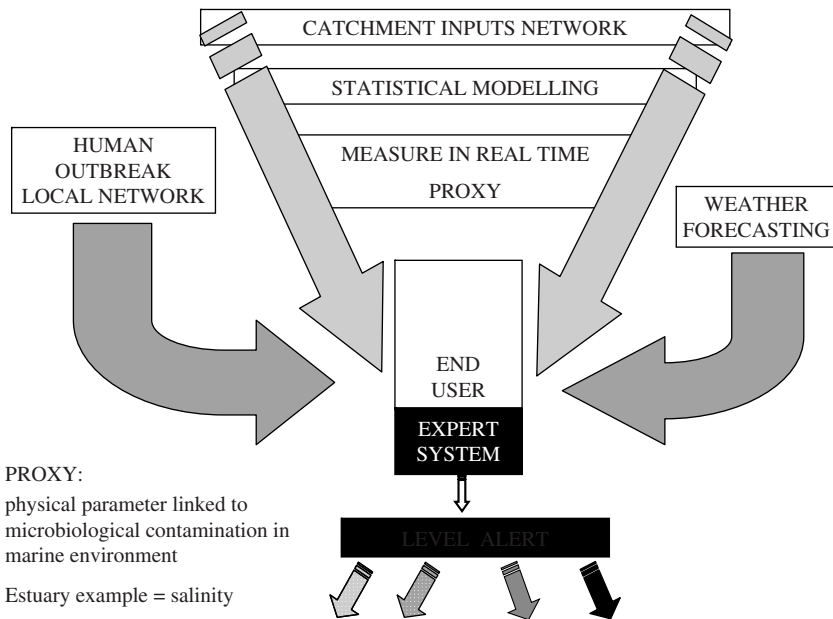 CATCHMENT INPUTS NETWORK
STATISTICAL MODELLING
MEASURE IN REAL TIME
PROXY
HUMAN
OUTBREAK
LOCAL NETWORK
WEATHER
FORECASTING
END
USER
EXPERT
SYSTEM
LEVEL ALERT
PROXY:
physical parameter linked to
microbiological contamination in
marine environment
Estuary example = salinity